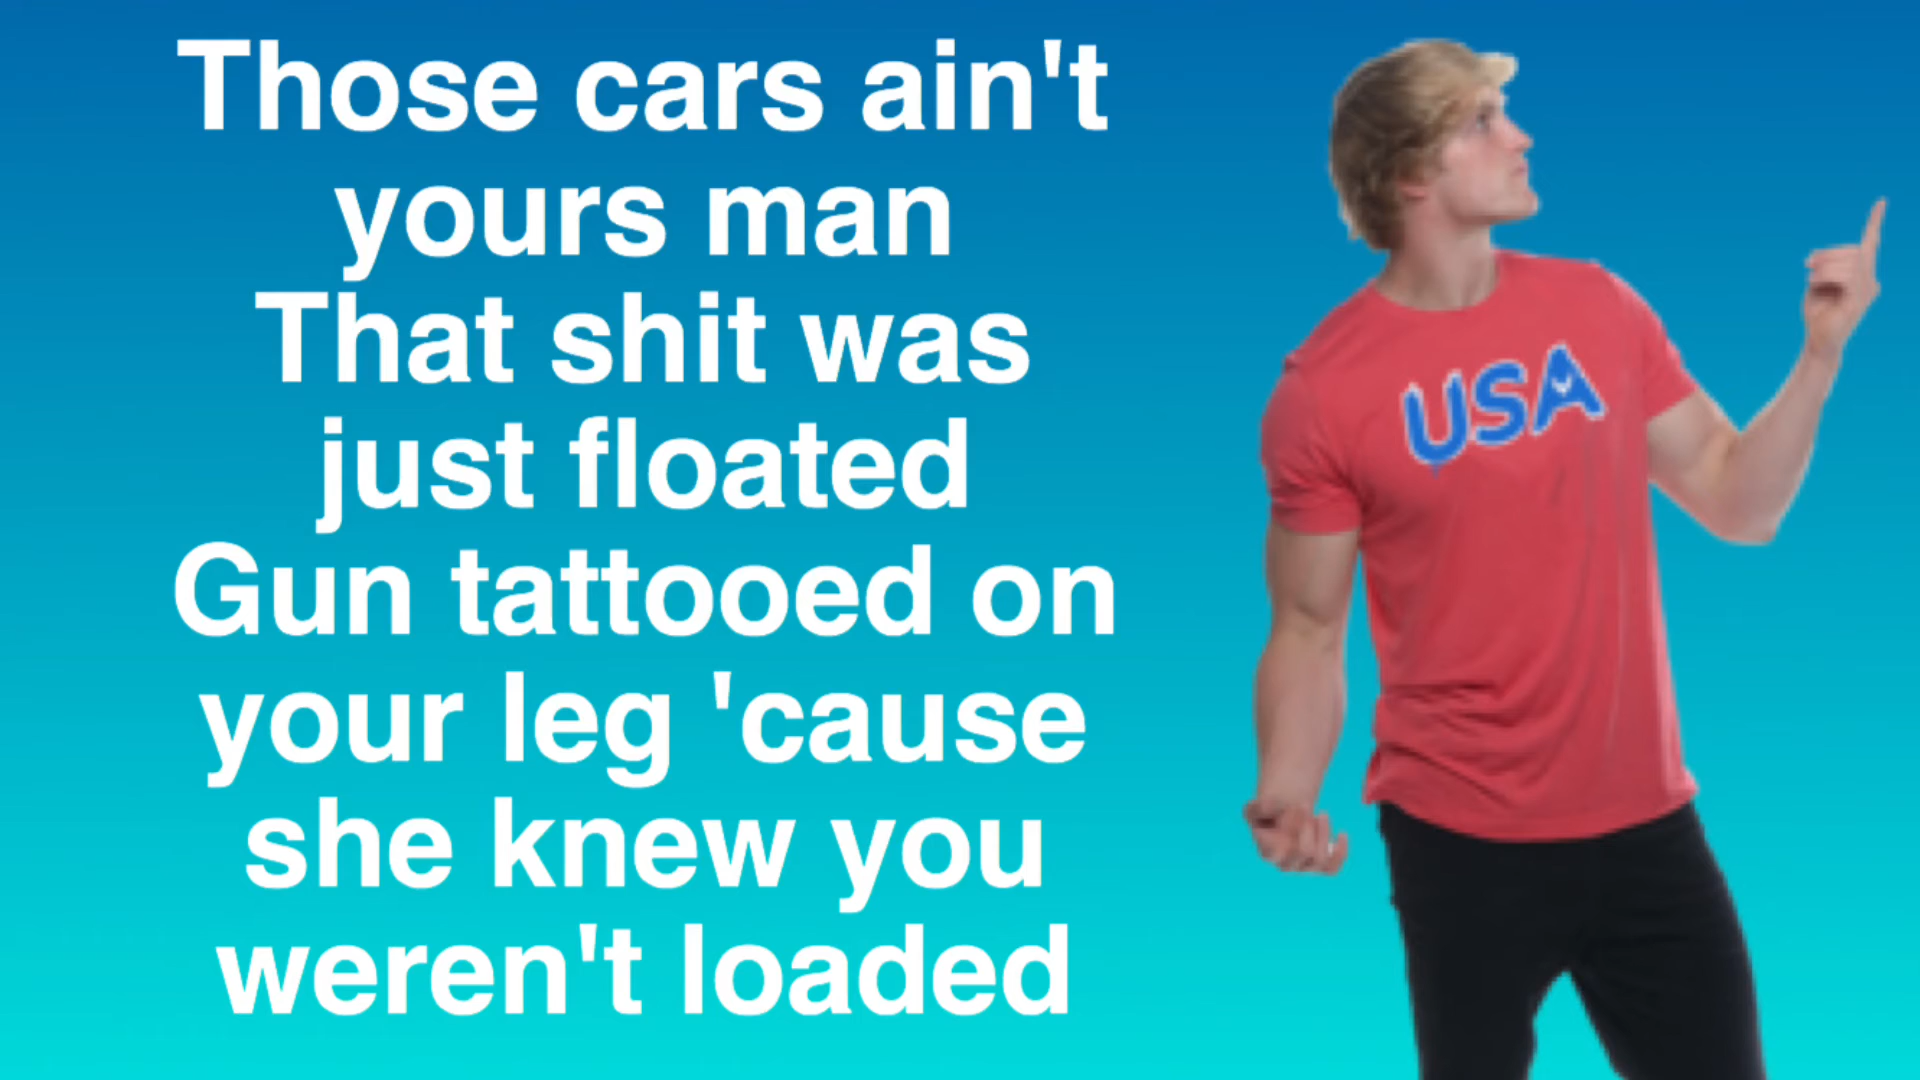 Those cars ain't
yours man
That shit was
just floated
Gun tattooed on
your leg 'cause
she knew you
weren't loaded
USA